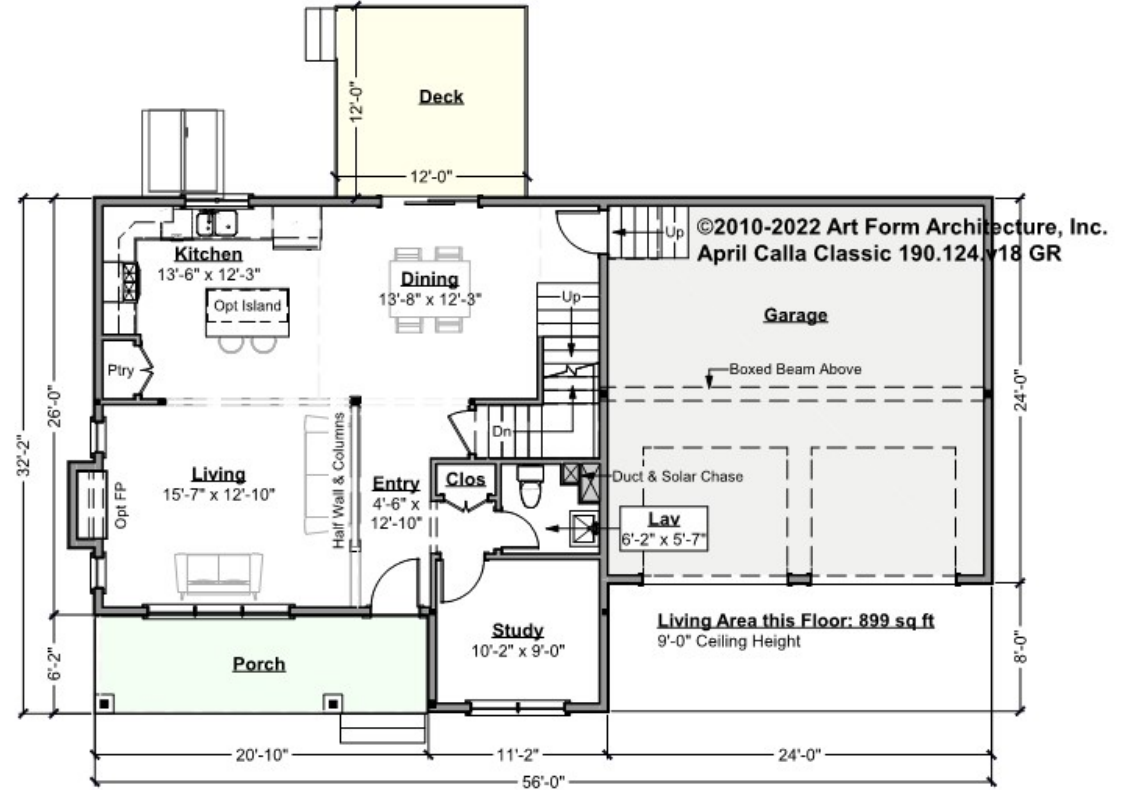 Deck
12'-0"
12'-0"
Up
©2010-2022 Art Form Architecture, Inc.
April Calla Classic 190.124.v18 GR
Kitchen
13'-6" x 12'-3"
Dining
13'-8" x 12'-3"
Opt Island
Up
Garage
Ptry
Boxed Beam Above
26'-0"
24'-0"
32'-2"
Dn
Living
15'-7" x 12'-10"
Opt FP
Half Wall & Columns
Entry
4'-6" x
12'-10"
Clos
Duct & Solar Chase
Lav
6'-2" x 5'-7"
Study
10'-2" x 9'-0"
Living Area this Floor: 899 sq ft
9'-0" Ceiling Height
Porch
6'-2"
8'-0"
20'-10"
11'-2"
24'-0"
56'-0"